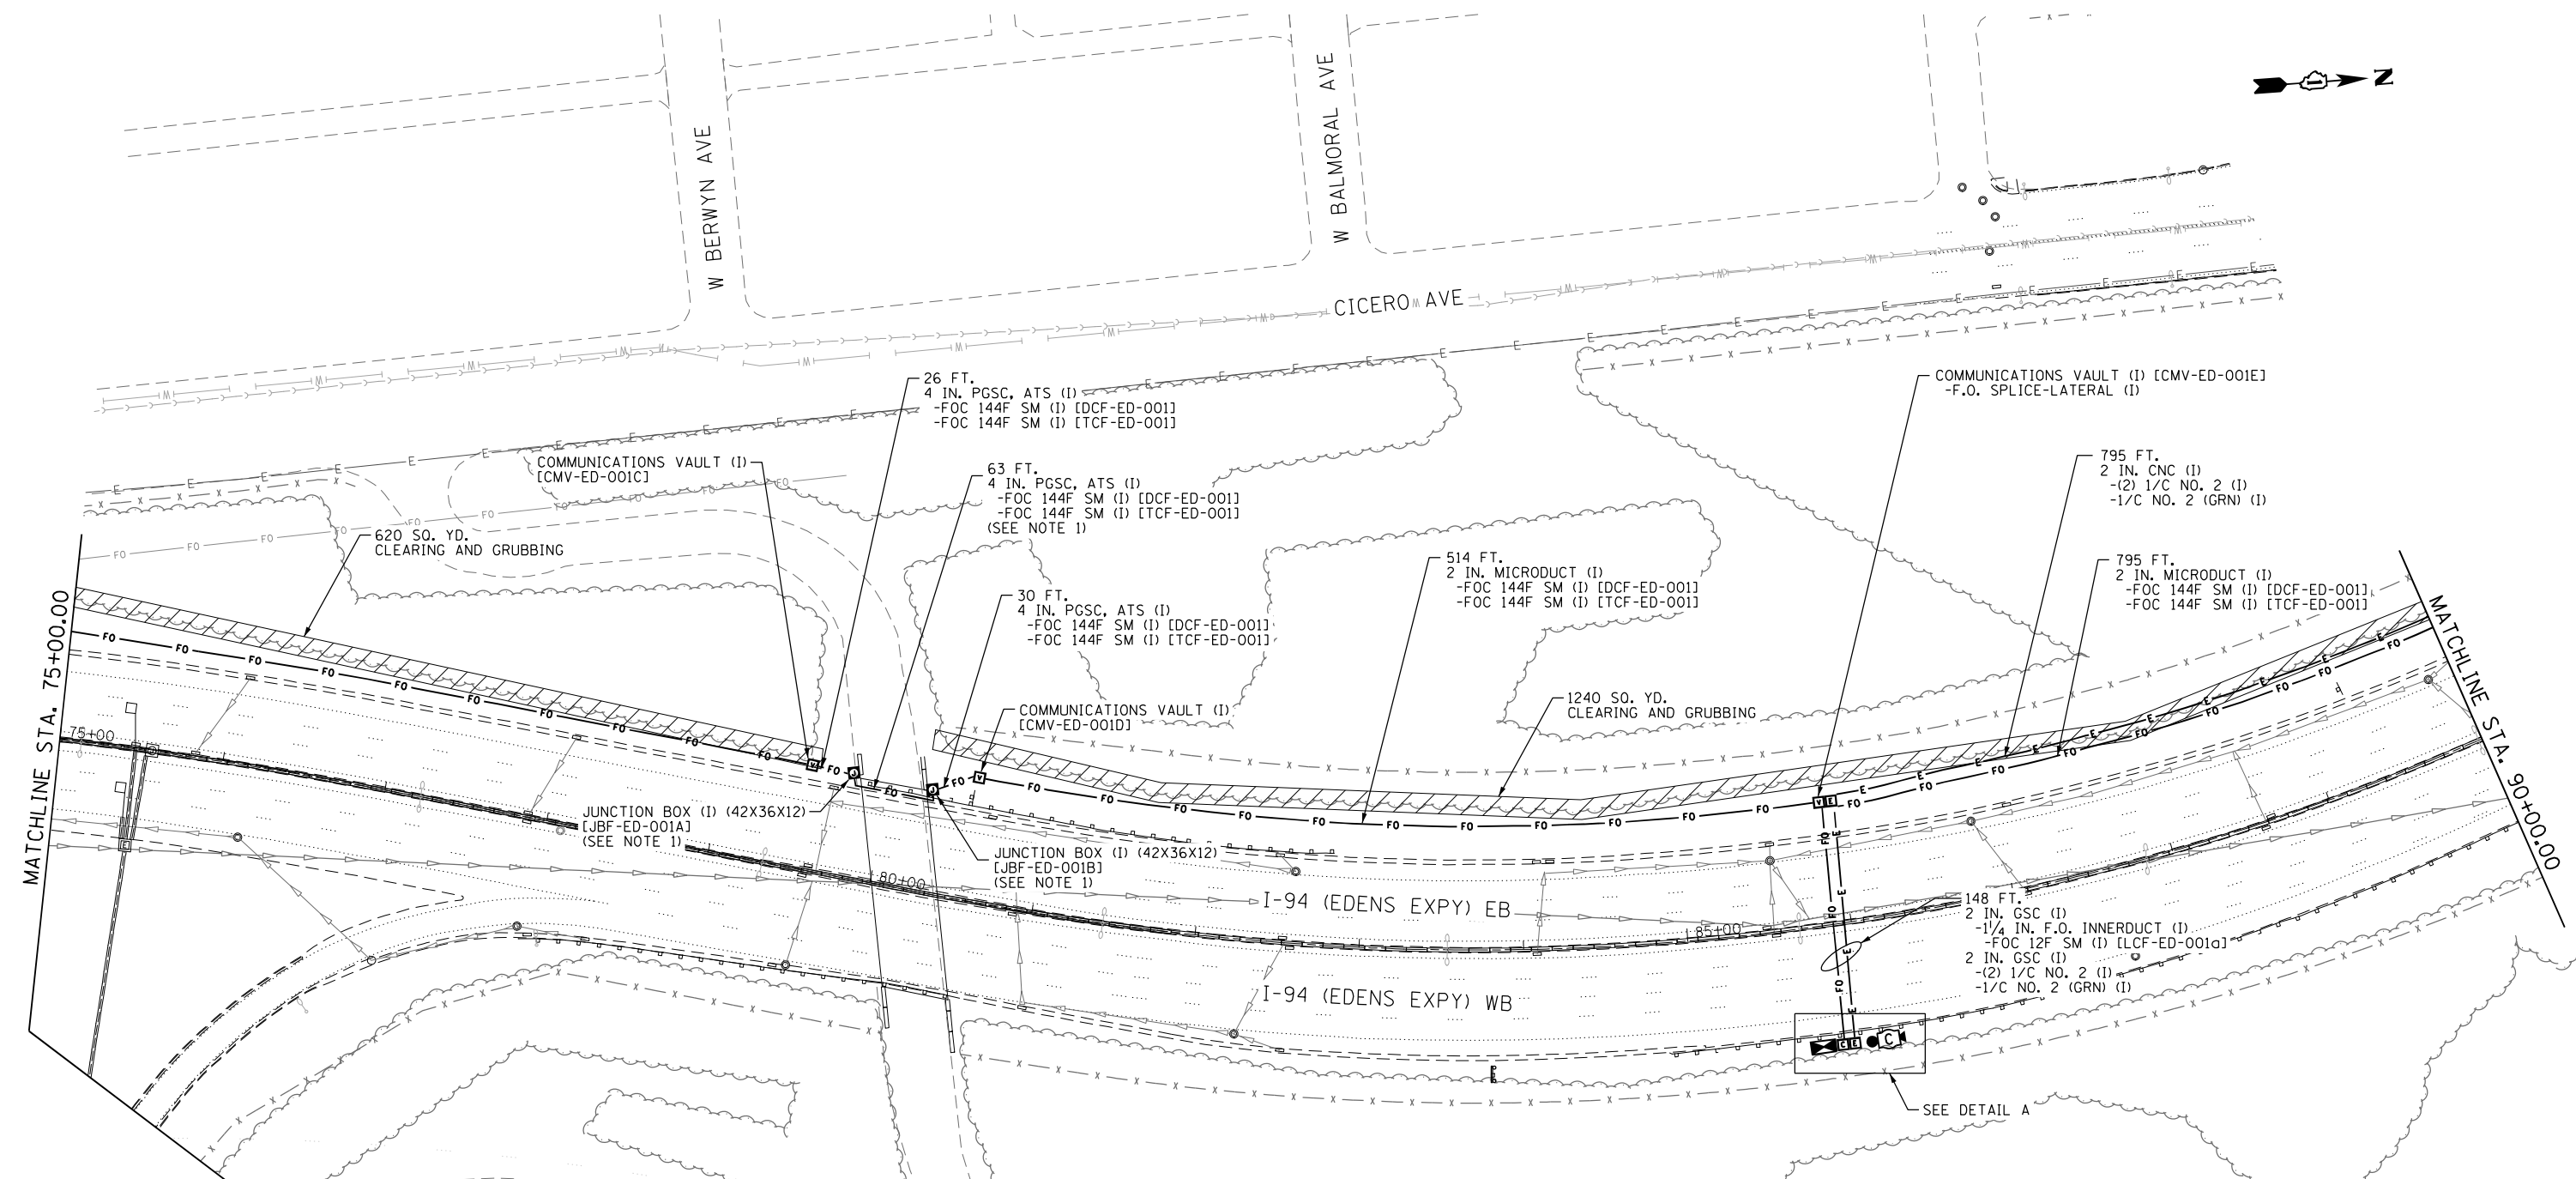 N
W BERWYN AVE
W BALMORAL AVE
CICERO AVE
26 FT.
4 IN. PGSC, ATS (I)
-FOC 144F SM (I) [DCF-ED-001]
-FOC 144F SM (I) [TCF-ED-001]
COMMUNICATIONS VAULT (I) [CMV-ED-001E]
-F.O. SPLICE-LATERAL (I)
COMMUNICATIONS VAULT (I)
[CMV-ED-001C]
63 FT.
4 IN. PGSC, ATS (I)
-FOC 144F SM (I) [DCF-ED-001]
-FOC 144F SM (I) [TCF-ED-001]
(SEE NOTE 1)
795 FT.
2 IN. CNC (I)
-(2) 1/C NO. 2 (I)
-1/C NO. 2 (GRN) (I)
620 SQ. YD.
CLEARING AND GRUBBING
514 FT.
2 IN. MICRODUCT (I)
-FOC 144F SM (I) [DCF-ED-001]
-FOC 144F SM (I) [TCF-ED-001]
795 FT.
2 IN. MICRODUCT (I)
-FOC 144F SM (I) [DCF-ED-001]
-FOC 144F SM (I) [TCF-ED-001]
30 FT.
4 IN. PGSC, ATS (I)
-FOC 144F SM (I) [DCF-ED-001]
-FOC 144F SM (I) [TCF-ED-001]
MATCHLINE STA. 75+00.00
MATCHLINE STA. 90+00.00
1240 SQ. YD.
CLEARING AND GRUBBING
COMMUNICATIONS VAULT (I)
[CMV-ED-001D]
75+00
JUNCTION BOX (I) (42X36X12)
[JBF-ED-001A]
(SEE NOTE 1)
JUNCTION BOX (I) (42X36X12)
[JBF-ED-001B]
(SEE NOTE 1)
80+00
I-94 (EDENS EXPY) EB
85+00
148 FT.
2 IN. GSC (I)
-1 1/4 IN. F.O. INNERDUCT (I)
-FOC 12F SM (I) [LCF-ED-001a]
2 IN. GSC (I)
-(2) 1/C NO. 2 (I)
-1/C NO. 2 (GRN) (I)
I-94 (EDENS EXPY) WB
C E C
SEE DETAIL A